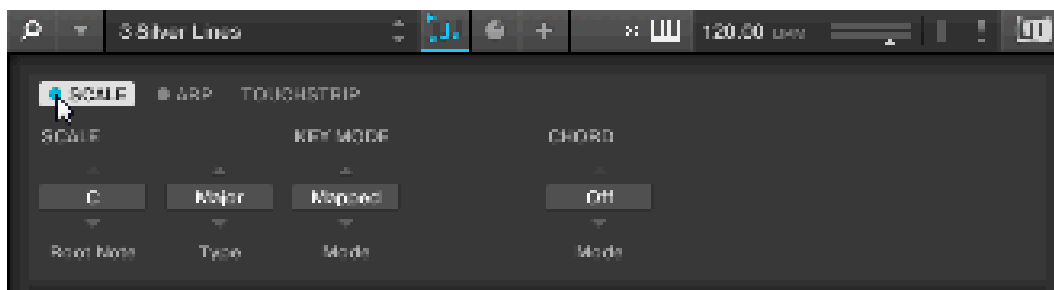 3 Silver Lines 120.00 BPM
SCALE ARP TOUCHSTRIP
SCALE KEY MODE CHORD
C Major Mapped Off
Root Note Type Mode Mode